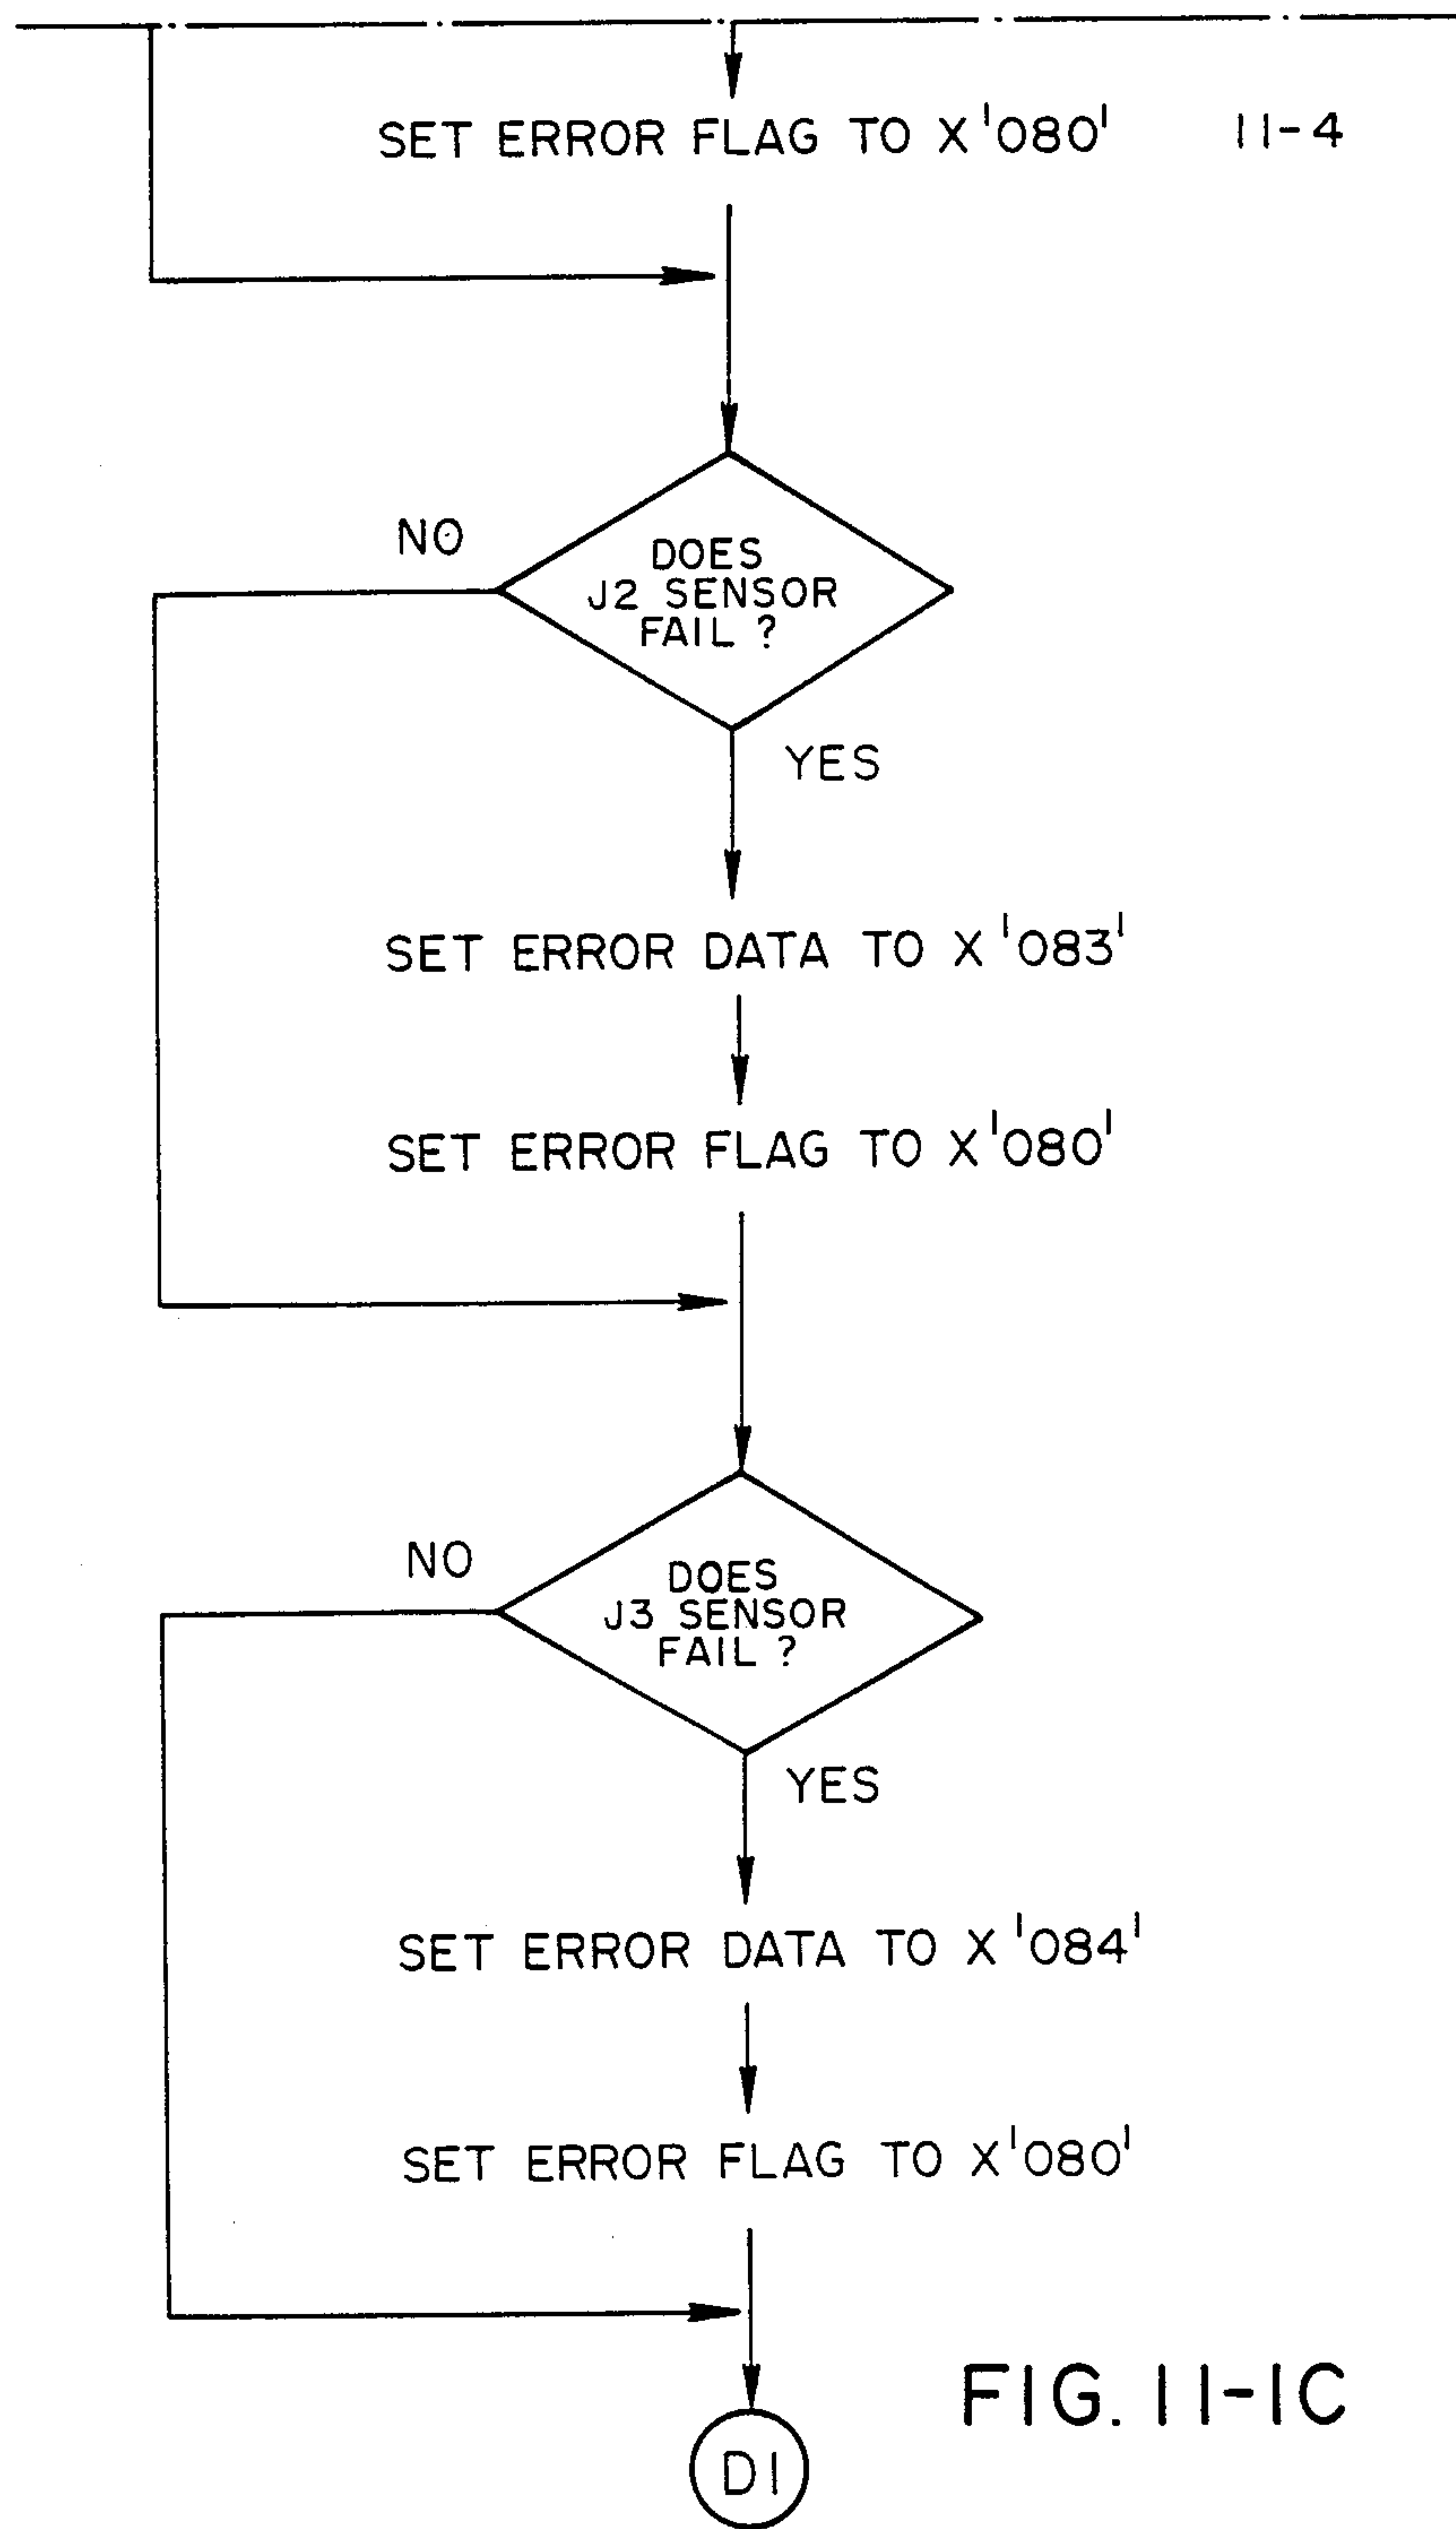 SET ERROR FLAG TO X'080' 11-4
NO
DOES
J2 SENSOR
FAIL ?
YES
SET ERROR DATA TO X'083'
SET ERROR FLAG TO X'080'
NO
DOES
J3 SENSOR
FAIL ?
YES
SET ERROR DATA TO X'084'
SET ERROR FLAG TO X'080'
FIG. 11-1C
D1